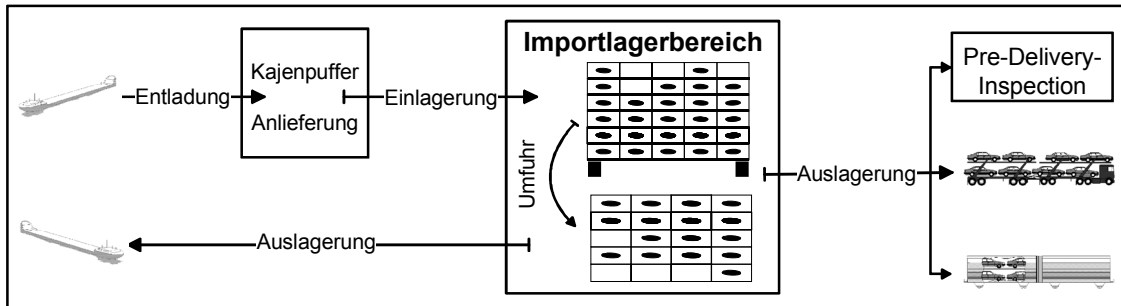 Importlagerbereich
Kajenpuffer
Anlieferung
Entladung
Einlagerung
Umfuhr
Auslagerung
Auslagerung
Pre-Delivery-
Inspection